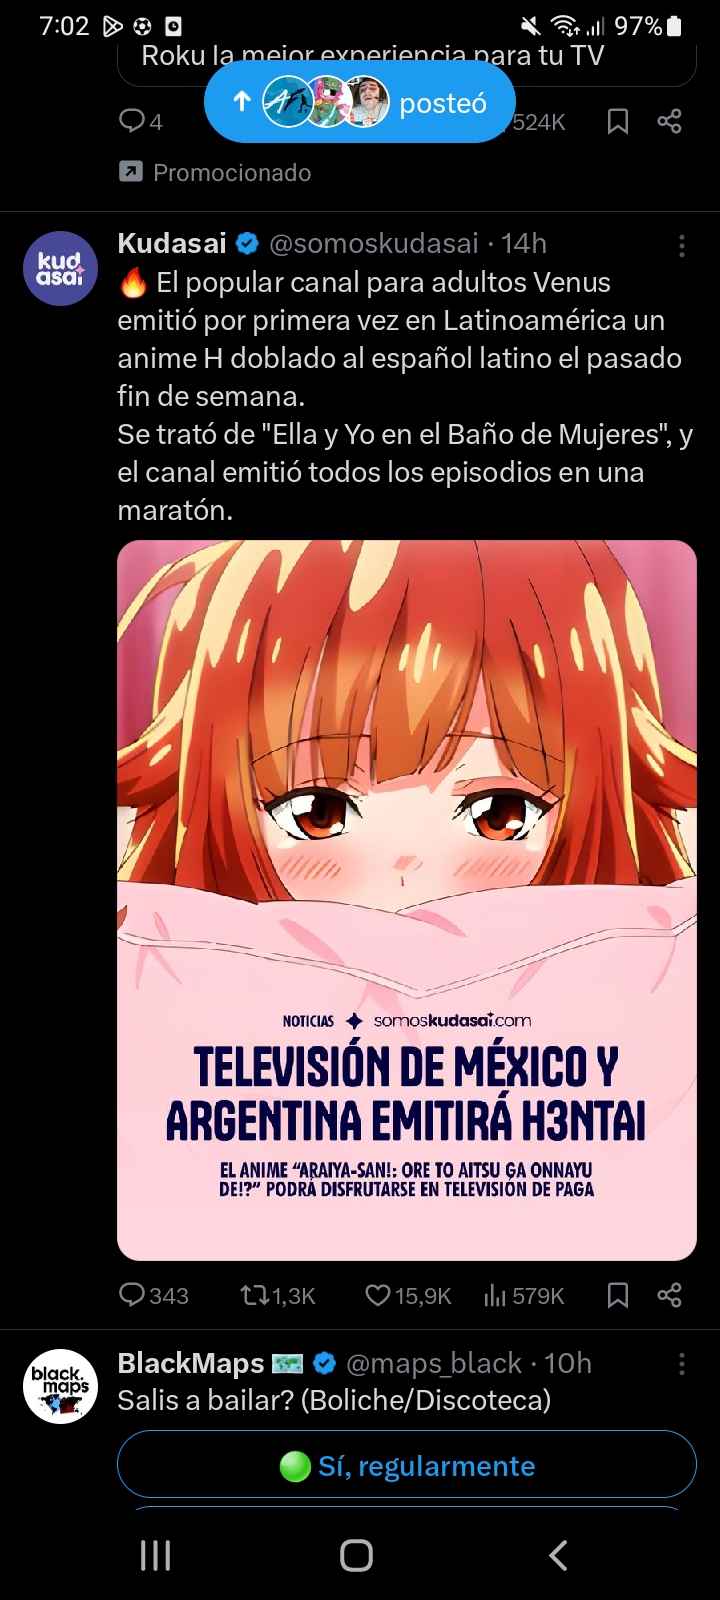 7:02
97%
Roku la mejor experiencia para tu TV
posteó
4
524K
Promocionado
kudasai
Kudasai @somoskudasai · 14h
🔥 El popular canal para adultos Venus
emitió por primera vez en Latinoamérica un
anime H doblado al español latino el pasado
fin de semana.
Se trató de "Ella y Yo en el Baño de Mujeres", y
el canal emitió todos los episodios en una
maratón.
NOTICIAS somoskudasai.com
TELEVISIÓN DE MÉXICO Y
ARGENTINA EMITIRÁ H3NTAI
EL ANIME “ARAIYA-SAN!: ORE TO AITSU GA ONNAYU
DE!?” PODRÁ DISFRUTARSE EN TELEVISIÓN DE PAGA
343 1,3K 15,9K 579K
black.
maps
BlackMaps 🗺️ @maps_black · 10h
Salis a bailar? (Boliche/Discoteca)
🟢 Sí, regularmente